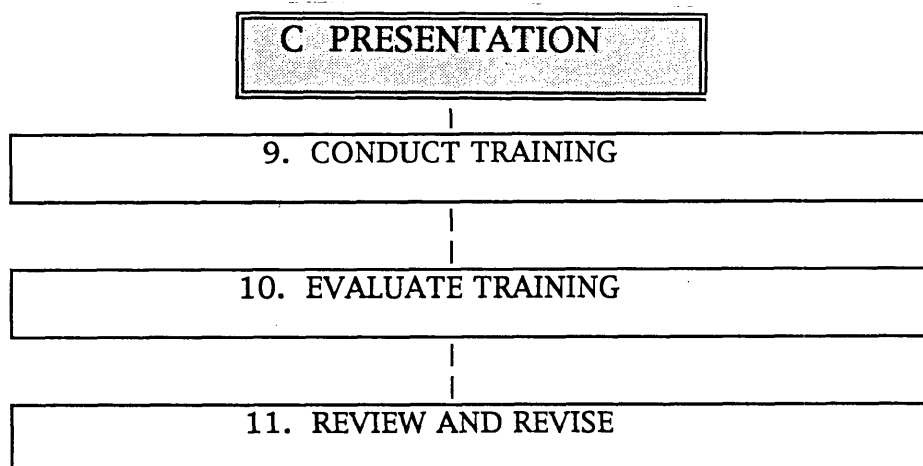 C PRESENTATION
9. CONDUCT TRAINING
10. EVALUATE TRAINING
11. REVIEW AND REVISE